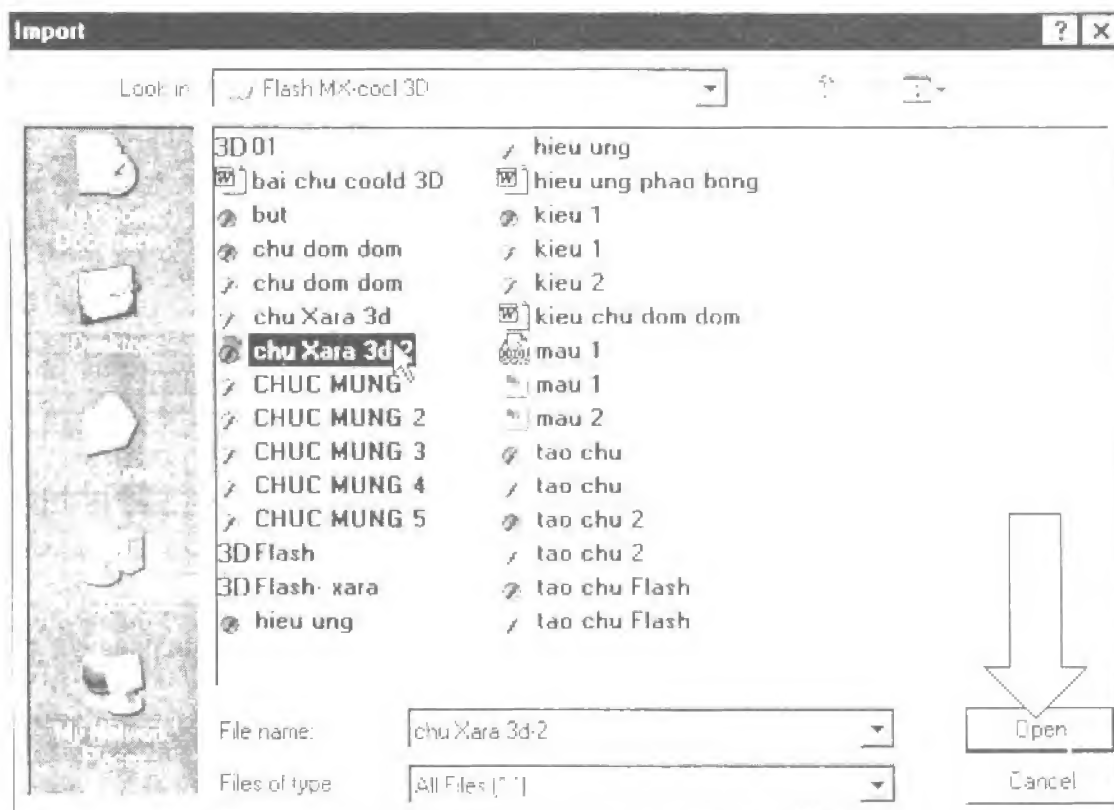 Import
Look in
Flash MX-cool 3D
3D 01
bai chu coold 3D
but
chu dom dom
chu dom dom
chu Xara 3d
chu Xara 3d-2
CHUC MUNG
CHUC MUNG 2
CHUC MUNG 3
CHUC MUNG 4
CHUC MUNG 5
3D Flash
3D Flash- xara
hieu ung
hieu ung
hieu ung phao bong
kieu 1
kieu 1
kieu 2
kieu chu dom dom
mau 1
mau 1
mau 2
tao chu
tao chu
tao chu 2
tao chu 2
tao chu Flash
tao chu Flash
My Network
File name:
chu Xara 3d-2
Open
Files of type
All Files (*.*)
Cancel